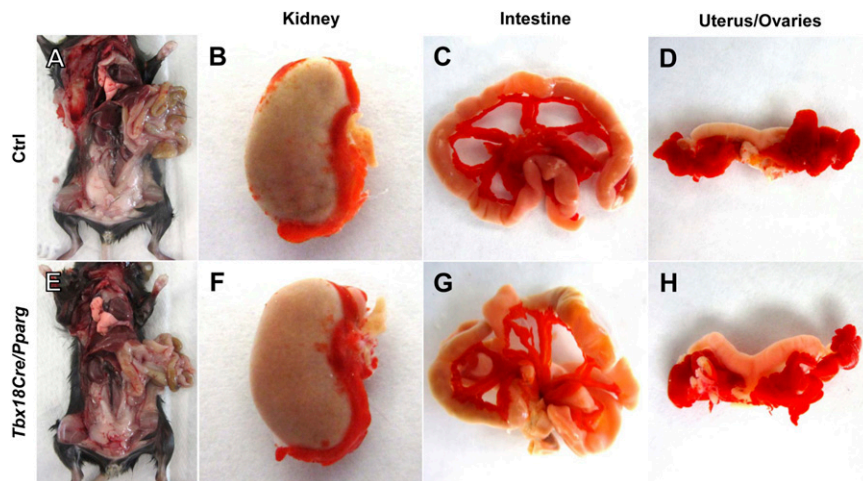 Kidney Intestine Uterus/Ovaries
A B C D
Ctrl
E F G H
Tbx18Cre/Pparg